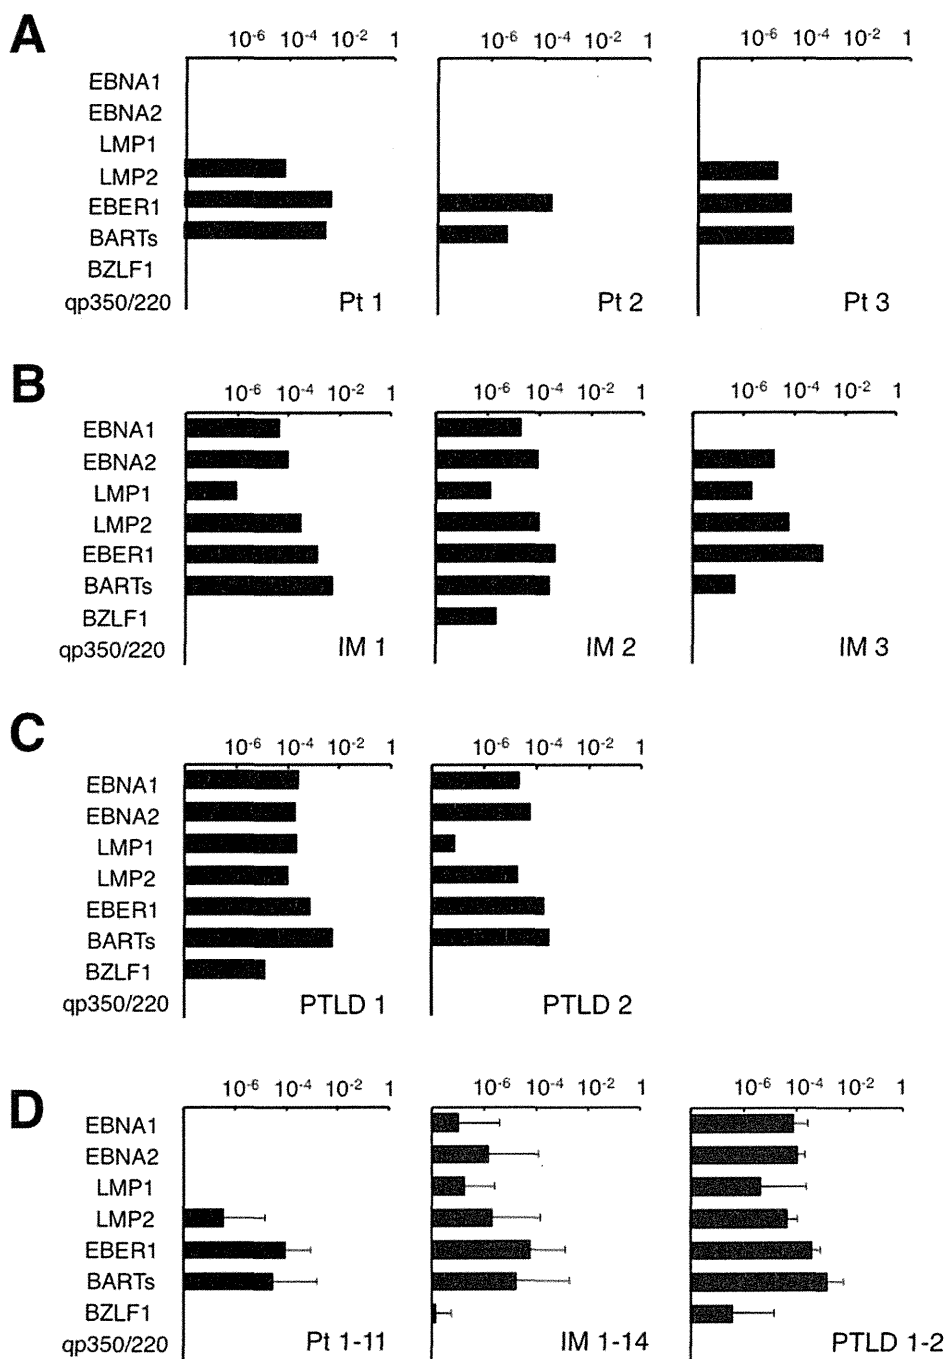 A
10-6 10-4 10-2 1
10-6 10-4 10-2 1
10-6 10-4 10-2 1
EBNA1
EBNA2
LMP1
LMP2
EBER1
BARTs
BZLF1
qp350/220
Pt 1
Pt 2
Pt 3
B
10-6 10-4 10-2 1
10-6 10-4 10-2 1
10-6 10-4 10-2 1
EBNA1
EBNA2
LMP1
LMP2
EBER1
BARTs
BZLF1
qp350/220
IM 1
IM 2
IM 3
C
10-6 10-4 10-2 1
10-6 10-4 10-2 1
EBNA1
EBNA2
LMP1
LMP2
EBER1
BARTs
BZLF1
qp350/220
PTLD 1
PTLD 2
D
10-6 10-4 10-2 1
10-6 10-4 10-2 1
10-6 10-4 10-2 1
EBNA1
EBNA2
LMP1
LMP2
EBER1
BARTs
BZLF1
qp350/220
Pt 1-11
IM 1-14
PTLD 1-2